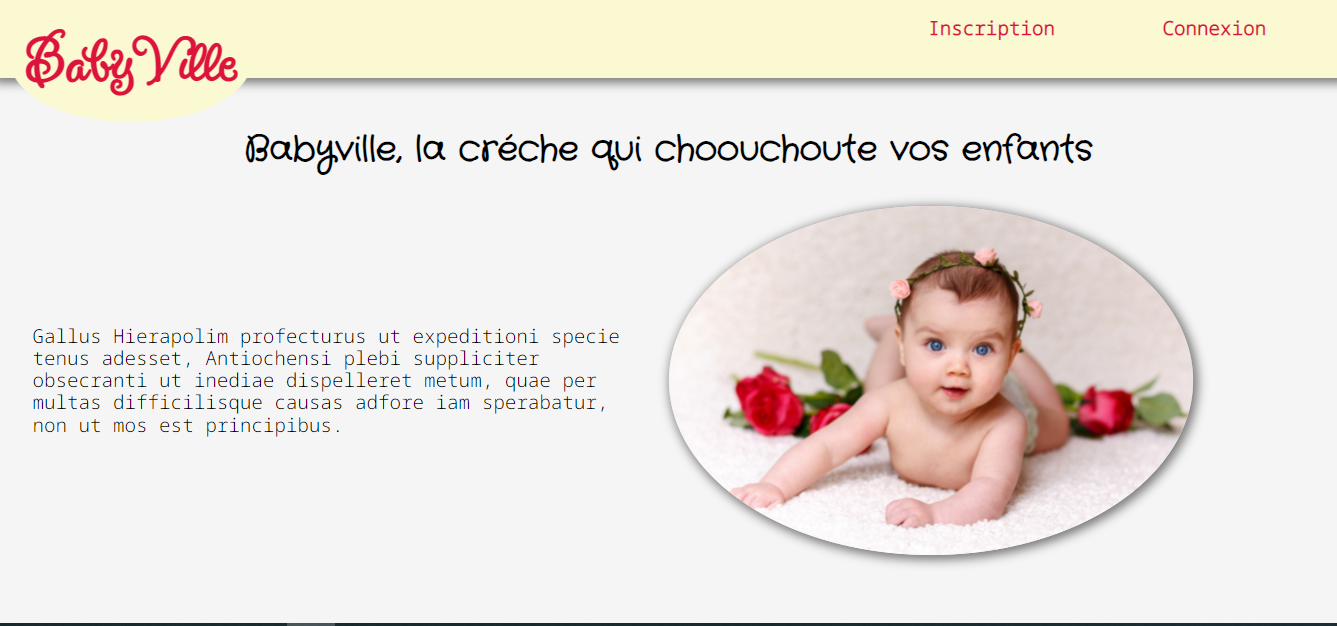 BabyVille
Inscription
Connexion
Babyville, la créche qui choouchoute vos enfants
Gallus Hierapolim profecturus ut expeditioni specie
tenus adesset, Antiochensi plebi suppliciter
obsecranti ut inediae dispelleret metum, quae per
multas difficilisque causas adfore iam sperabatur,
non ut mos est principibus.